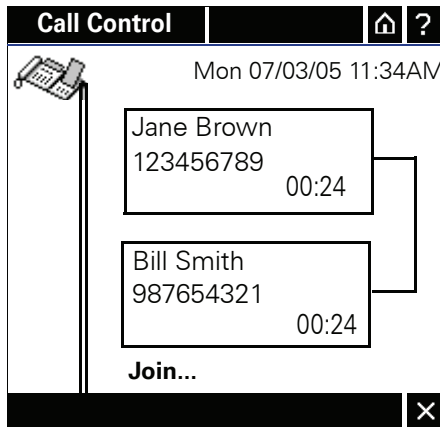 Call Control ?
Mon 07/03/05 11:34AM
Jane Brown
123456789
00:24
Bill Smith
987654321
00:24
Join...